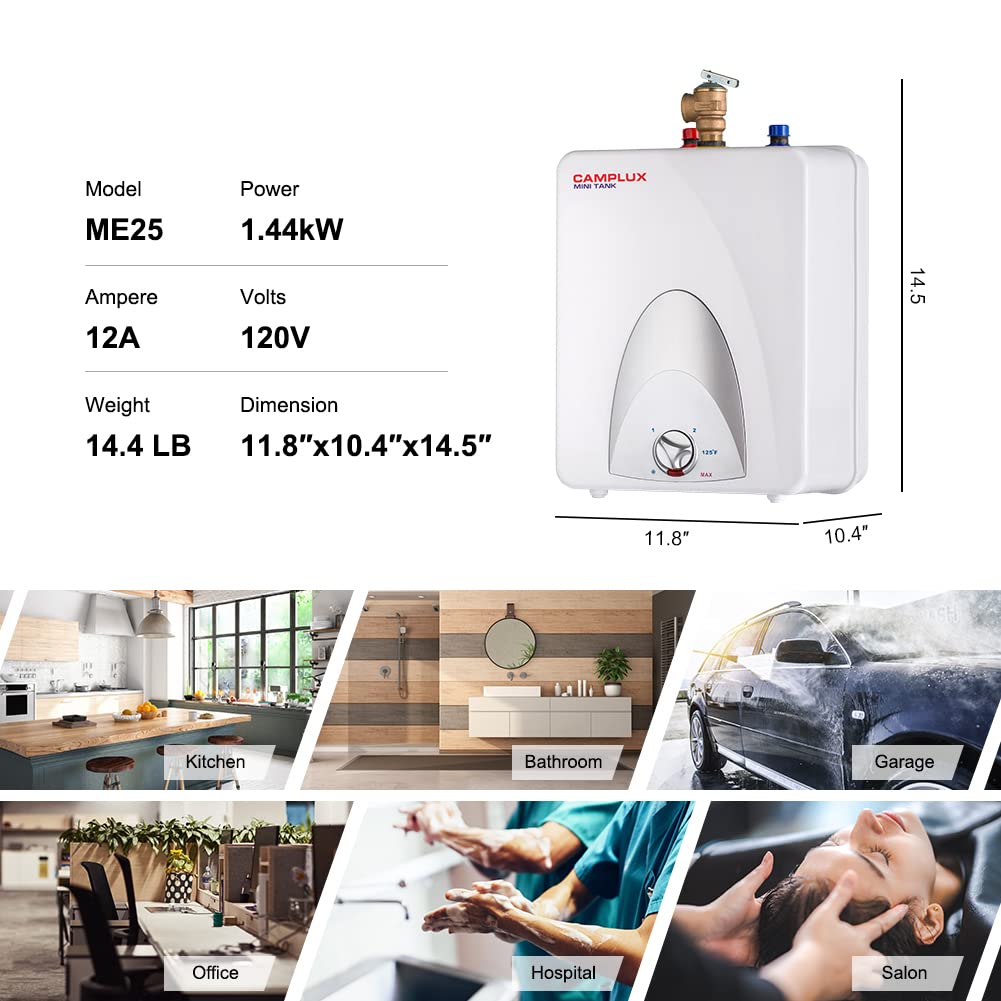 Model Power
ME25 1.44kW
Ampere Volts
12A 120V
Weight Dimension
14.4 LB 11.8″x10.4″x14.5″
CAMPLUX
MINI TANK
1 2
125°F
MAX
14.5
11.8″
10.4″
Kitchen
Bathroom
Garage
Office
Hospital
Salon